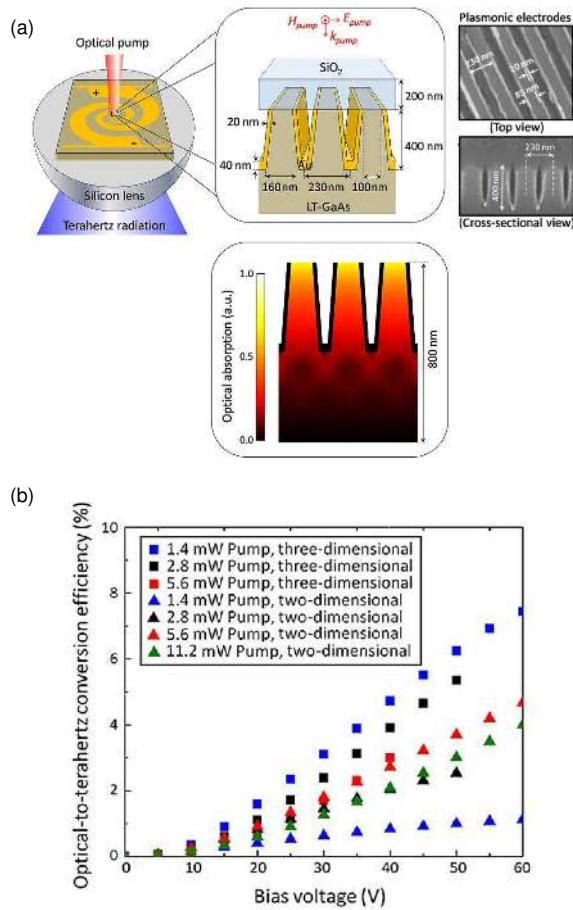 (a)
Optical pump
+
-
Silicon lens
Terahertz radiation
H_pump E_pump
k_pump
SiO₂
200 nm
20 nm
400 nm
40 nm
Au
160nm 230nm 100nm
LT-GaAs
Plasmonic electrodes
230 nm
(Top view)
230 nm
400 nm
(Cross-sectional view)
Optical absorption (a.u.)
1.0
0.5
0.0
800 nm
(b)
Optical-to-terahertz conversion efficiency (%)
10
8
6
4
2
0
1.4 mW Pump, three-dimensional
2.8 mW Pump, three-dimensional
5.6 mW Pump, three-dimensional
1.4 mW Pump, two-dimensional
2.8 mW Pump, two-dimensional
5.6 mW Pump, two-dimensional
11.2 mW Pump, two-dimensional
0 10 20 30 40 50 60
Bias voltage (V)